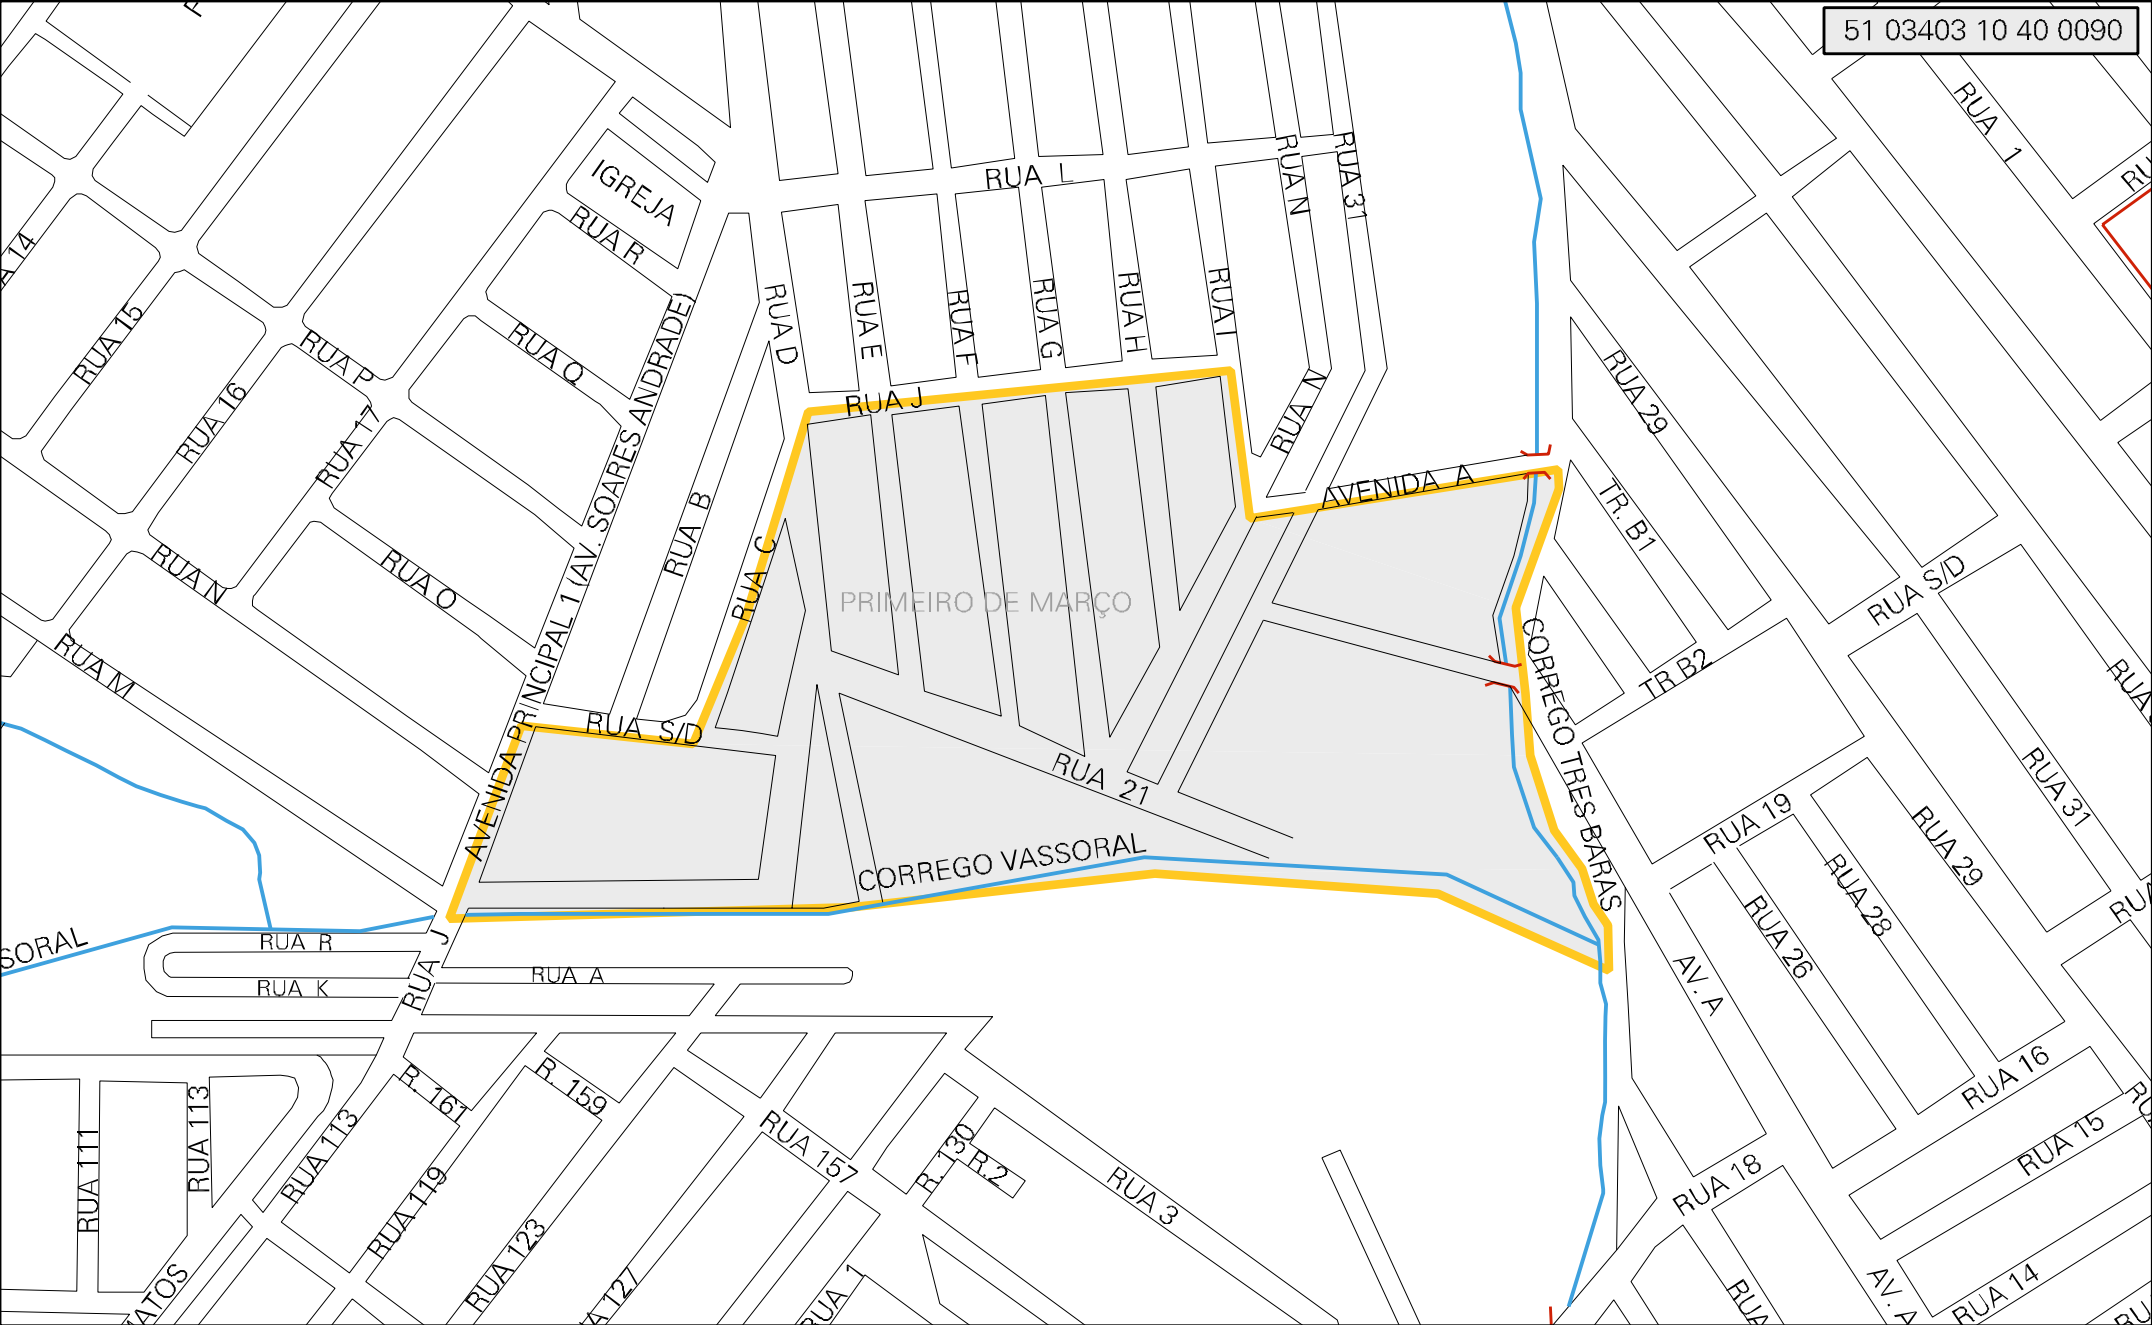 51 03403 10 40 0090
RUA 1
RUA L
RUA N
RUA 31
IGREJA
RUA R
RUA 15
RUA P
RUA Q
RUA D
RUA E
RUA F
RUA G
RUA H
RUA I
RUA J
RUA N
RUA 29
RUA 16
RUA 17
AVENIDA PRINCIPAL 1 (AV. SOARES ANDRADE)
RUA B
RUA C
AVENIDA A
TR. B1
RUA S/D
RUA N
RUA O
PRIMEIRO DE MARÇO
RUA M
TR B2
CORREGO TRES BARAS
RUA S/D
RUA 21
RUA 31
RUA 19
RUA 29
RUA 28
RUA 26
CORREGO VASSORAL
SORAL
RUA R
RUA K
RUA J
RUA A
AV. A
RUA 16
RUA 15
RUA 18
RUA 14
AV. A
RUA 111
RUA 113
RUA 113
R. 161
R. 159
RUA 119
RUA 123
RUA 157
R. 130
R.2
RUA 3
RUA 1
MATOS
RUA
RUA